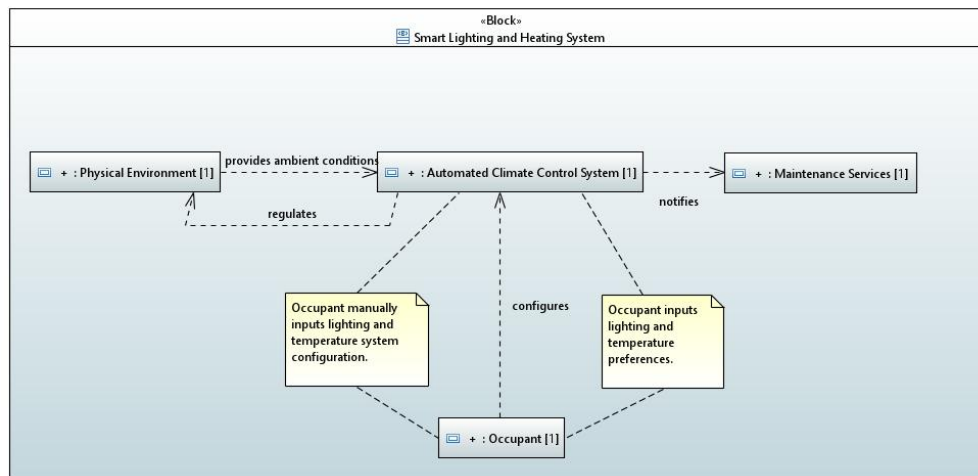 «Block»
Smart Lighting and Heating System
+ : Physical Environment [1]
provides ambient conditions
+ : Automated Climate Control System [1]
+ : Maintenance Services [1]
regulates
notifies
Occupant manually
inputs lighting and
temperature system
configuration.
configures
Occupant inputs
lighting and
temperature
preferences.
+ : Occupant [1]